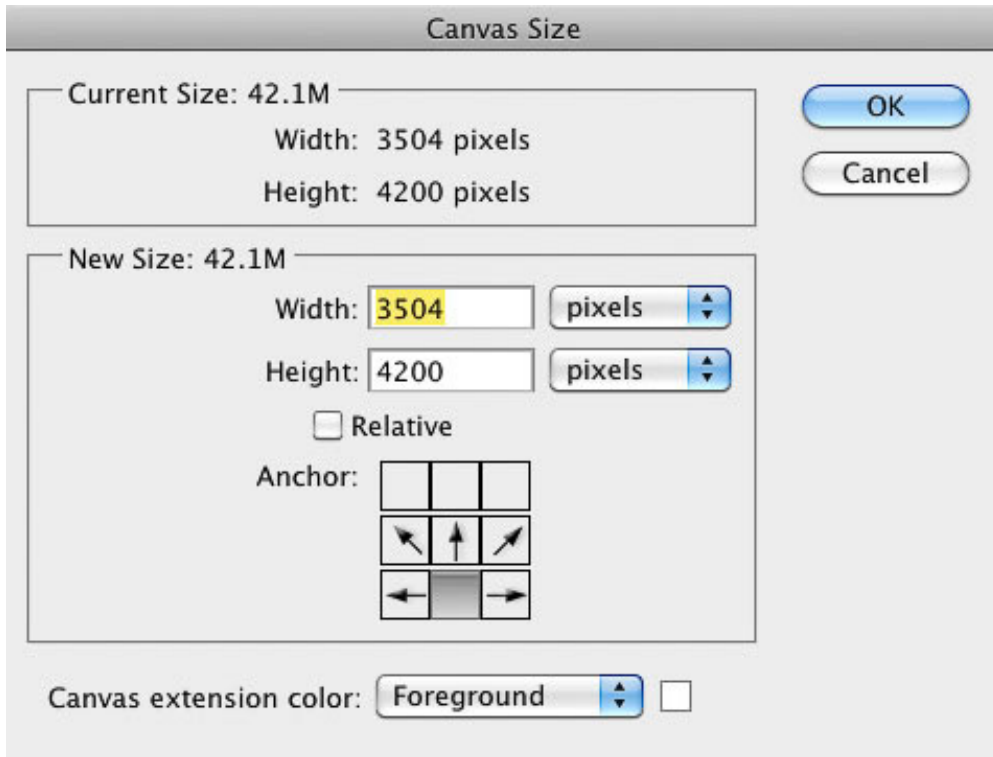 Canvas Size
Current Size: 42.1M
Width: 3504 pixels
Height: 4200 pixels
OK
Cancel
New Size: 42.1M
Width: 3504 pixels
Height: 4200 pixels
Relative
Anchor:
Canvas extension color: Foreground